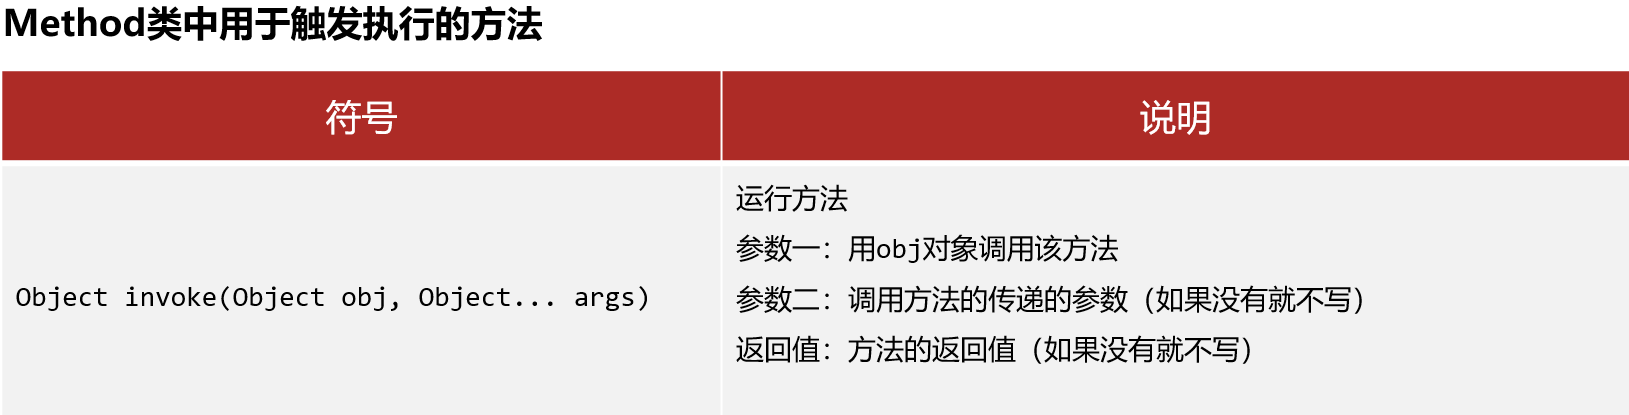 Method类中用于触发执行的方法
符号
说明
Object invoke(Object obj, Object... args)
运行方法
参数一：用obj对象调用该方法
参数二：调用方法的传递的参数（如果没有就不写）
返回值：方法的返回值（如果没有就不写）